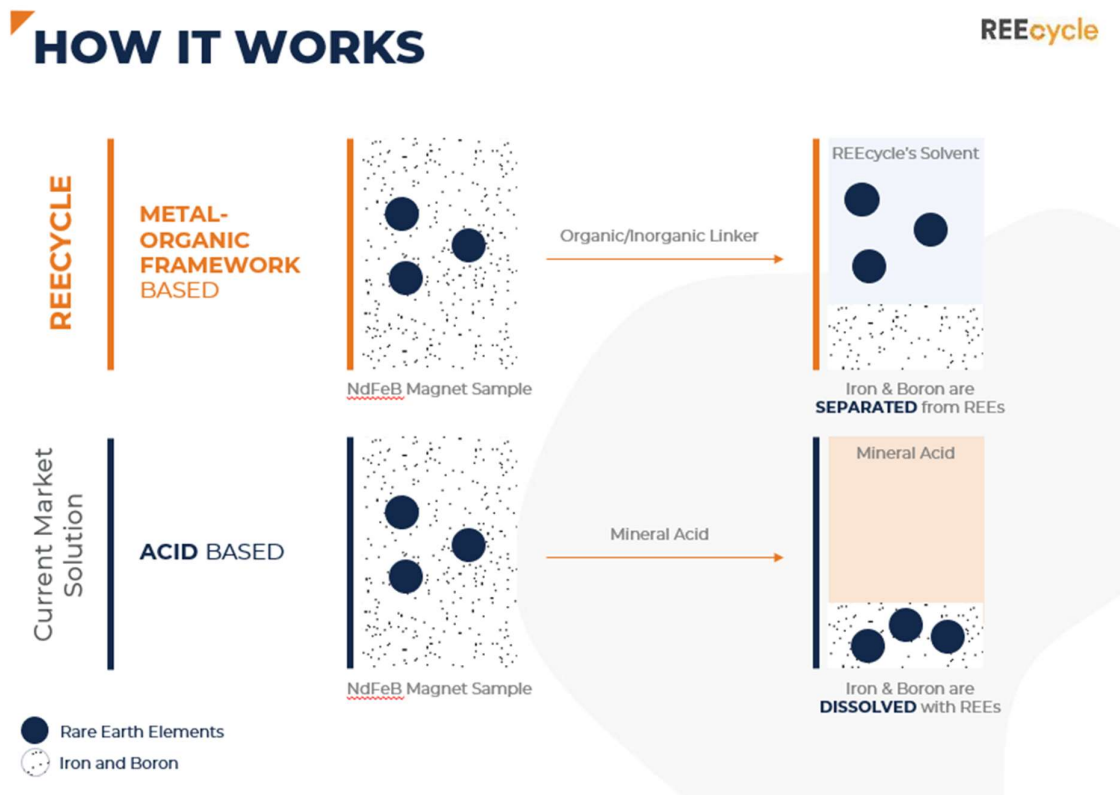 HOW IT WORKS
REEcycle
REECYCLE
METAL-
ORGANIC
FRAMEWORK
BASED
NdFeB Magnet Sample
Organic/Inorganic Linker
REEcycle's Solvent
Iron & Boron are
SEPARATED from REEs
Current Market
Solution
ACID BASED
NdFeB Magnet Sample
Mineral Acid
Mineral Acid
Iron & Boron are
DISSOLVED with REEs
Rare Earth Elements
Iron and Boron